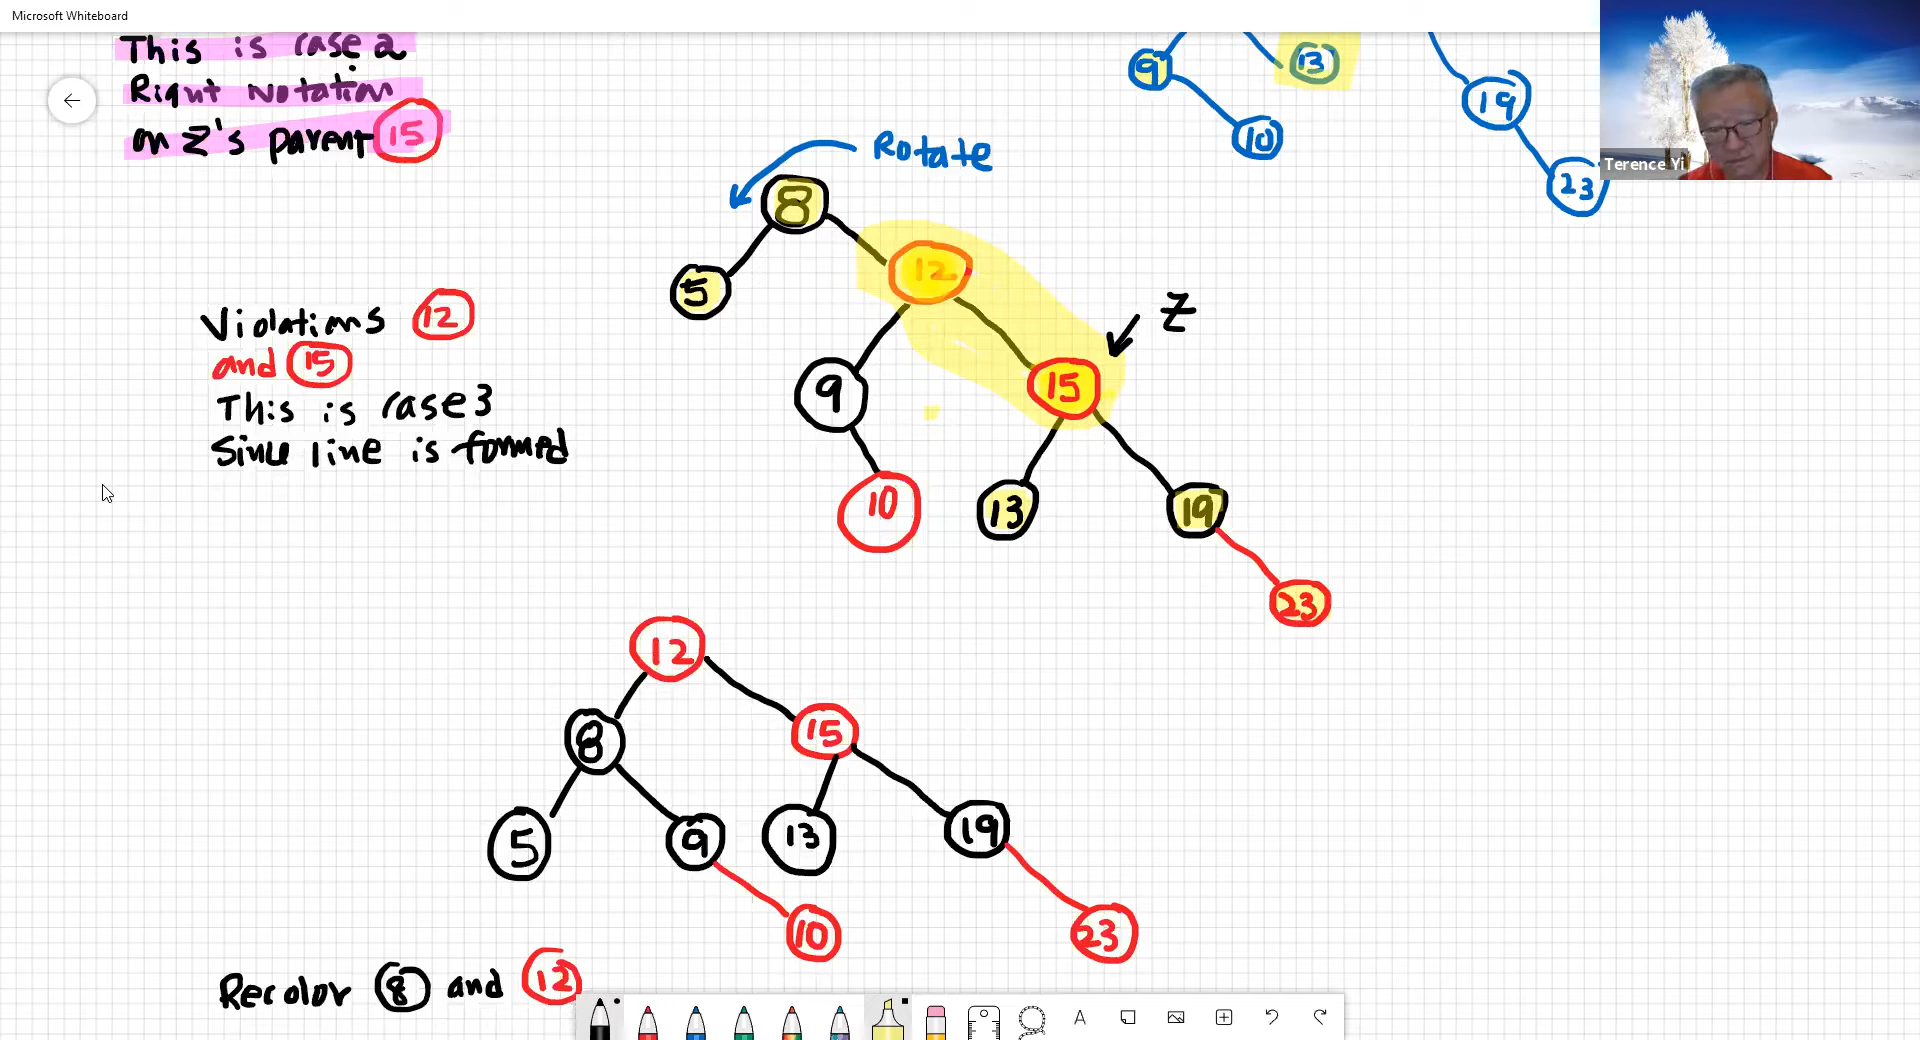 Microsoft Whiteboard
This is case 2
Right Rotation
on Z's parent 15
9
13
10
19
23
Terence Yi
Rotate
8
12
5
Z
Violations 12
and 15
This is case 3
Since line is formed
9
15
10
13
19
23
12
8
15
5
9
13
19
10
23
Recolor 8 and 12
A